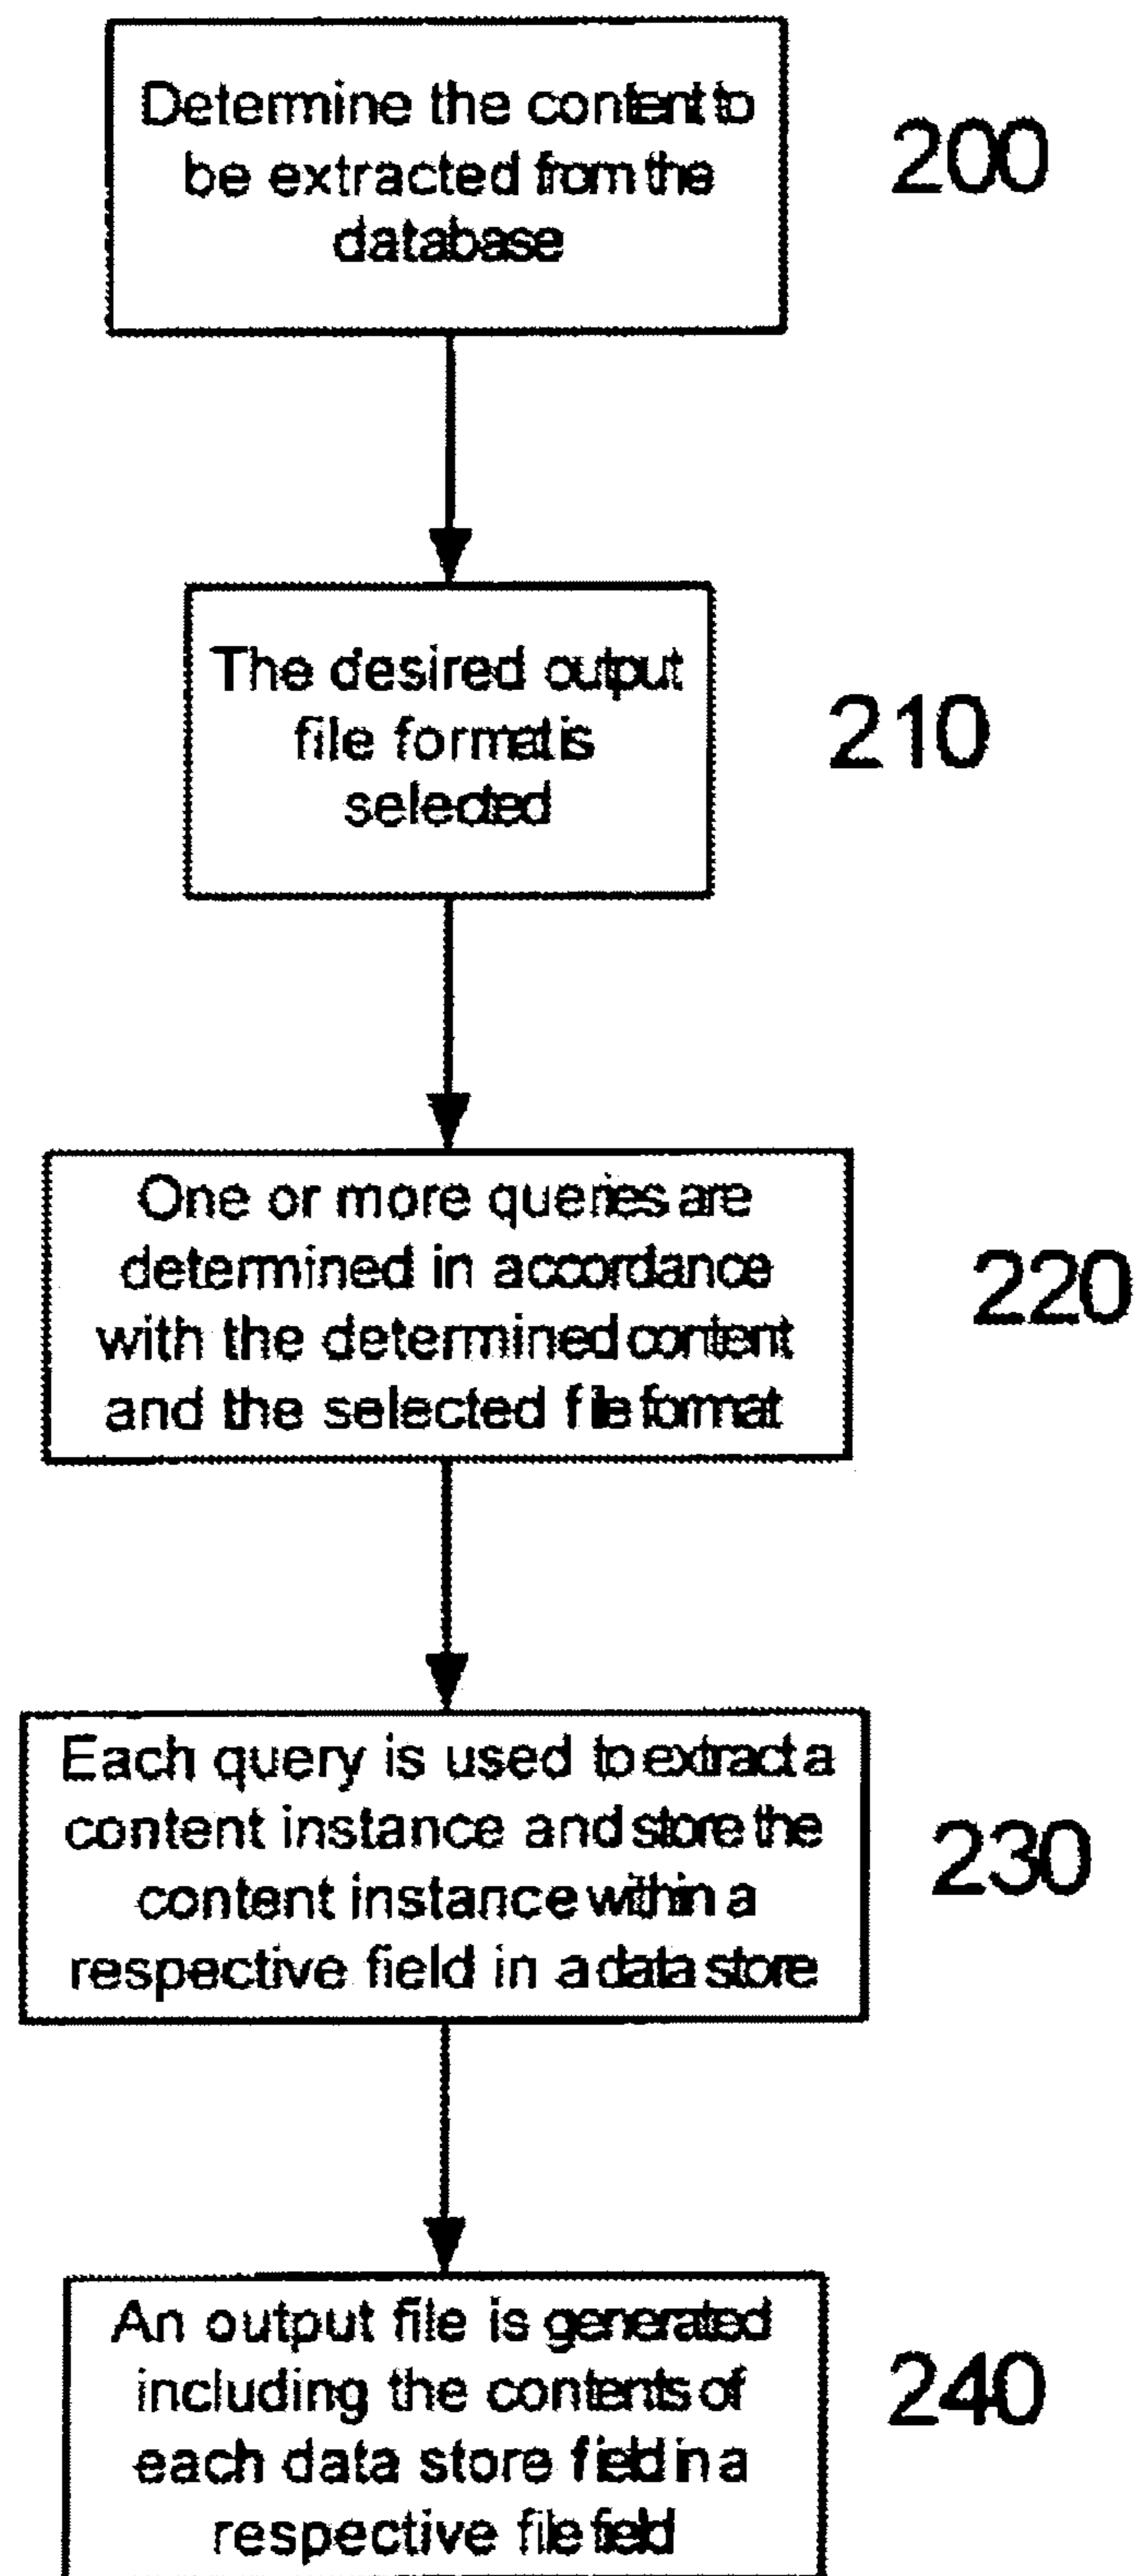 Determine the content to
be extracted from the
database
200
The desired output
file format is
selected
210
One or more queries are
determined in accordance
with the determined content
and the selected file format
220
Each query is used to extract a
content instance and store the
content instance within a
respective field in a data store
230
An output file is generated
including the contents of
each data store field in a
respective file field
240